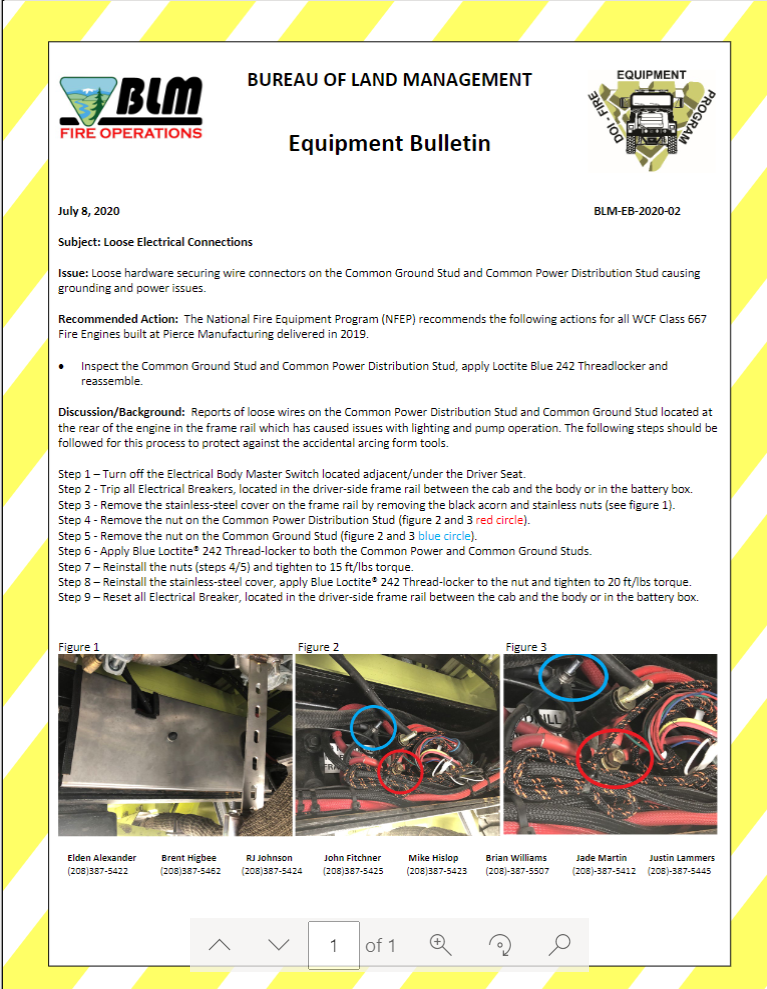 BLM
FIRE OPERATIONS
BUREAU OF LAND MANAGEMENT
Equipment Bulletin
EQUIPMENT
DOI - FIRE
PROGRAM
July 8, 2020
BLM-EB-2020-02
Subject: Loose Electrical Connections
Issue: Loose hardware securing wire connectors on the Common Ground Stud and Common Power Distribution Stud causing
grounding and power issues.
Recommended Action: The National Fire Equipment Program (NFEP) recommends the following actions for all WCF Class 667
Fire Engines built at Pierce Manufacturing delivered in 2019.
• Inspect the Common Ground Stud and Common Power Distribution Stud, apply Loctite Blue 242 Threadlocker and
reassemble.
Discussion/Background: Reports of loose wires on the Common Power Distribution Stud and Common Ground Stud located at
the rear of the engine in the frame rail which has caused issues with lighting and pump operation. The following steps should be
followed for this process to protect against the accidental arcing form tools.
Step 1 – Turn off the Electrical Body Master Switch located adjacent/under the Driver Seat.
Step 2 - Trip all Electrical Breakers, located in the driver-side frame rail between the cab and the body or in the battery box.
Step 3 - Remove the stainless-steel cover on the frame rail by removing the black acorn and stainless nuts (see figure 1).
Step 4 - Remove the nut on the Common Power Distribution Stud (figure 2 and 3 red circle).
Step 5 - Remove the nut on the Common Ground Stud (figure 2 and 3 blue circle).
Step 6 - Apply Blue Loctite® 242 Thread-locker to both the Common Power and Common Ground Studs.
Step 7 – Reinstall the nuts (steps 4/5) and tighten to 15 ft/lbs torque.
Step 8 – Reinstall the stainless-steel cover, apply Blue Loctite® 242 Thread-locker to the nut and tighten to 20 ft/lbs torque.
Step 9 – Reset all Electrical Breaker, located in the driver-side frame rail between the cab and the body or in the battery box.
Figure 1
Figure 2
Figure 3
Elden Alexander Brent Higbee RJ Johnson John Fitchner Mike Hislop Brian Williams Jade Martin Justin Lammers
(208)387-5422 (208)387-5462 (208)387-5424 (208)387-5425 (208)387-5423 (208)-387-5507 (208)-387-5412 (208)-387-5445
1 of 1